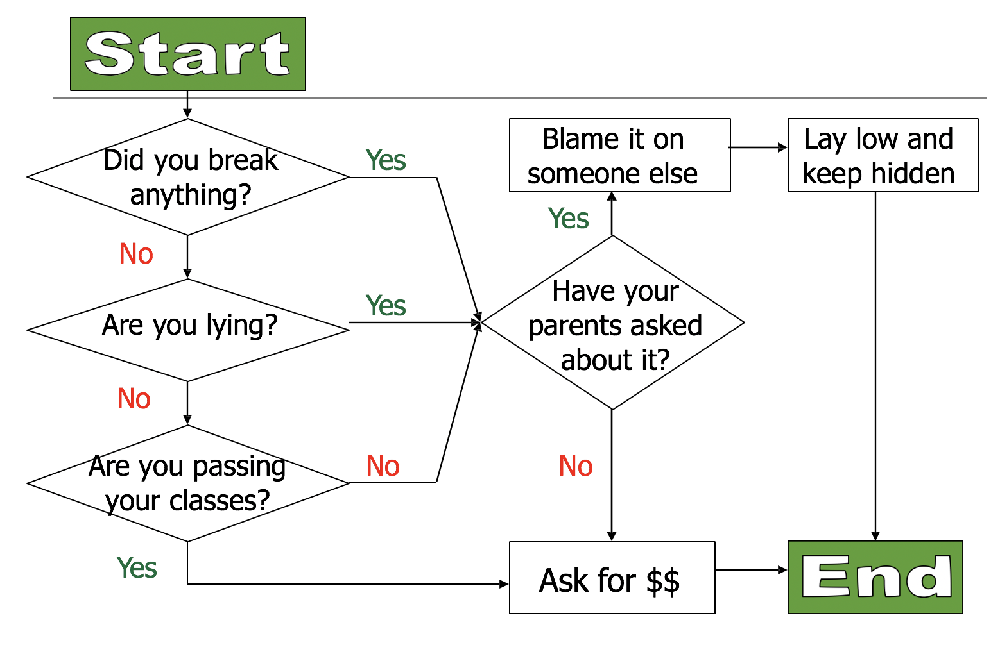 Start
Did you break
anything?
Yes
No
Are you lying?
Yes
No
Are you passing
your classes?
No
Yes
Have your
parents asked
about it?
Yes
No
Blame it on
someone else
Lay low and
keep hidden
Ask for $$
End